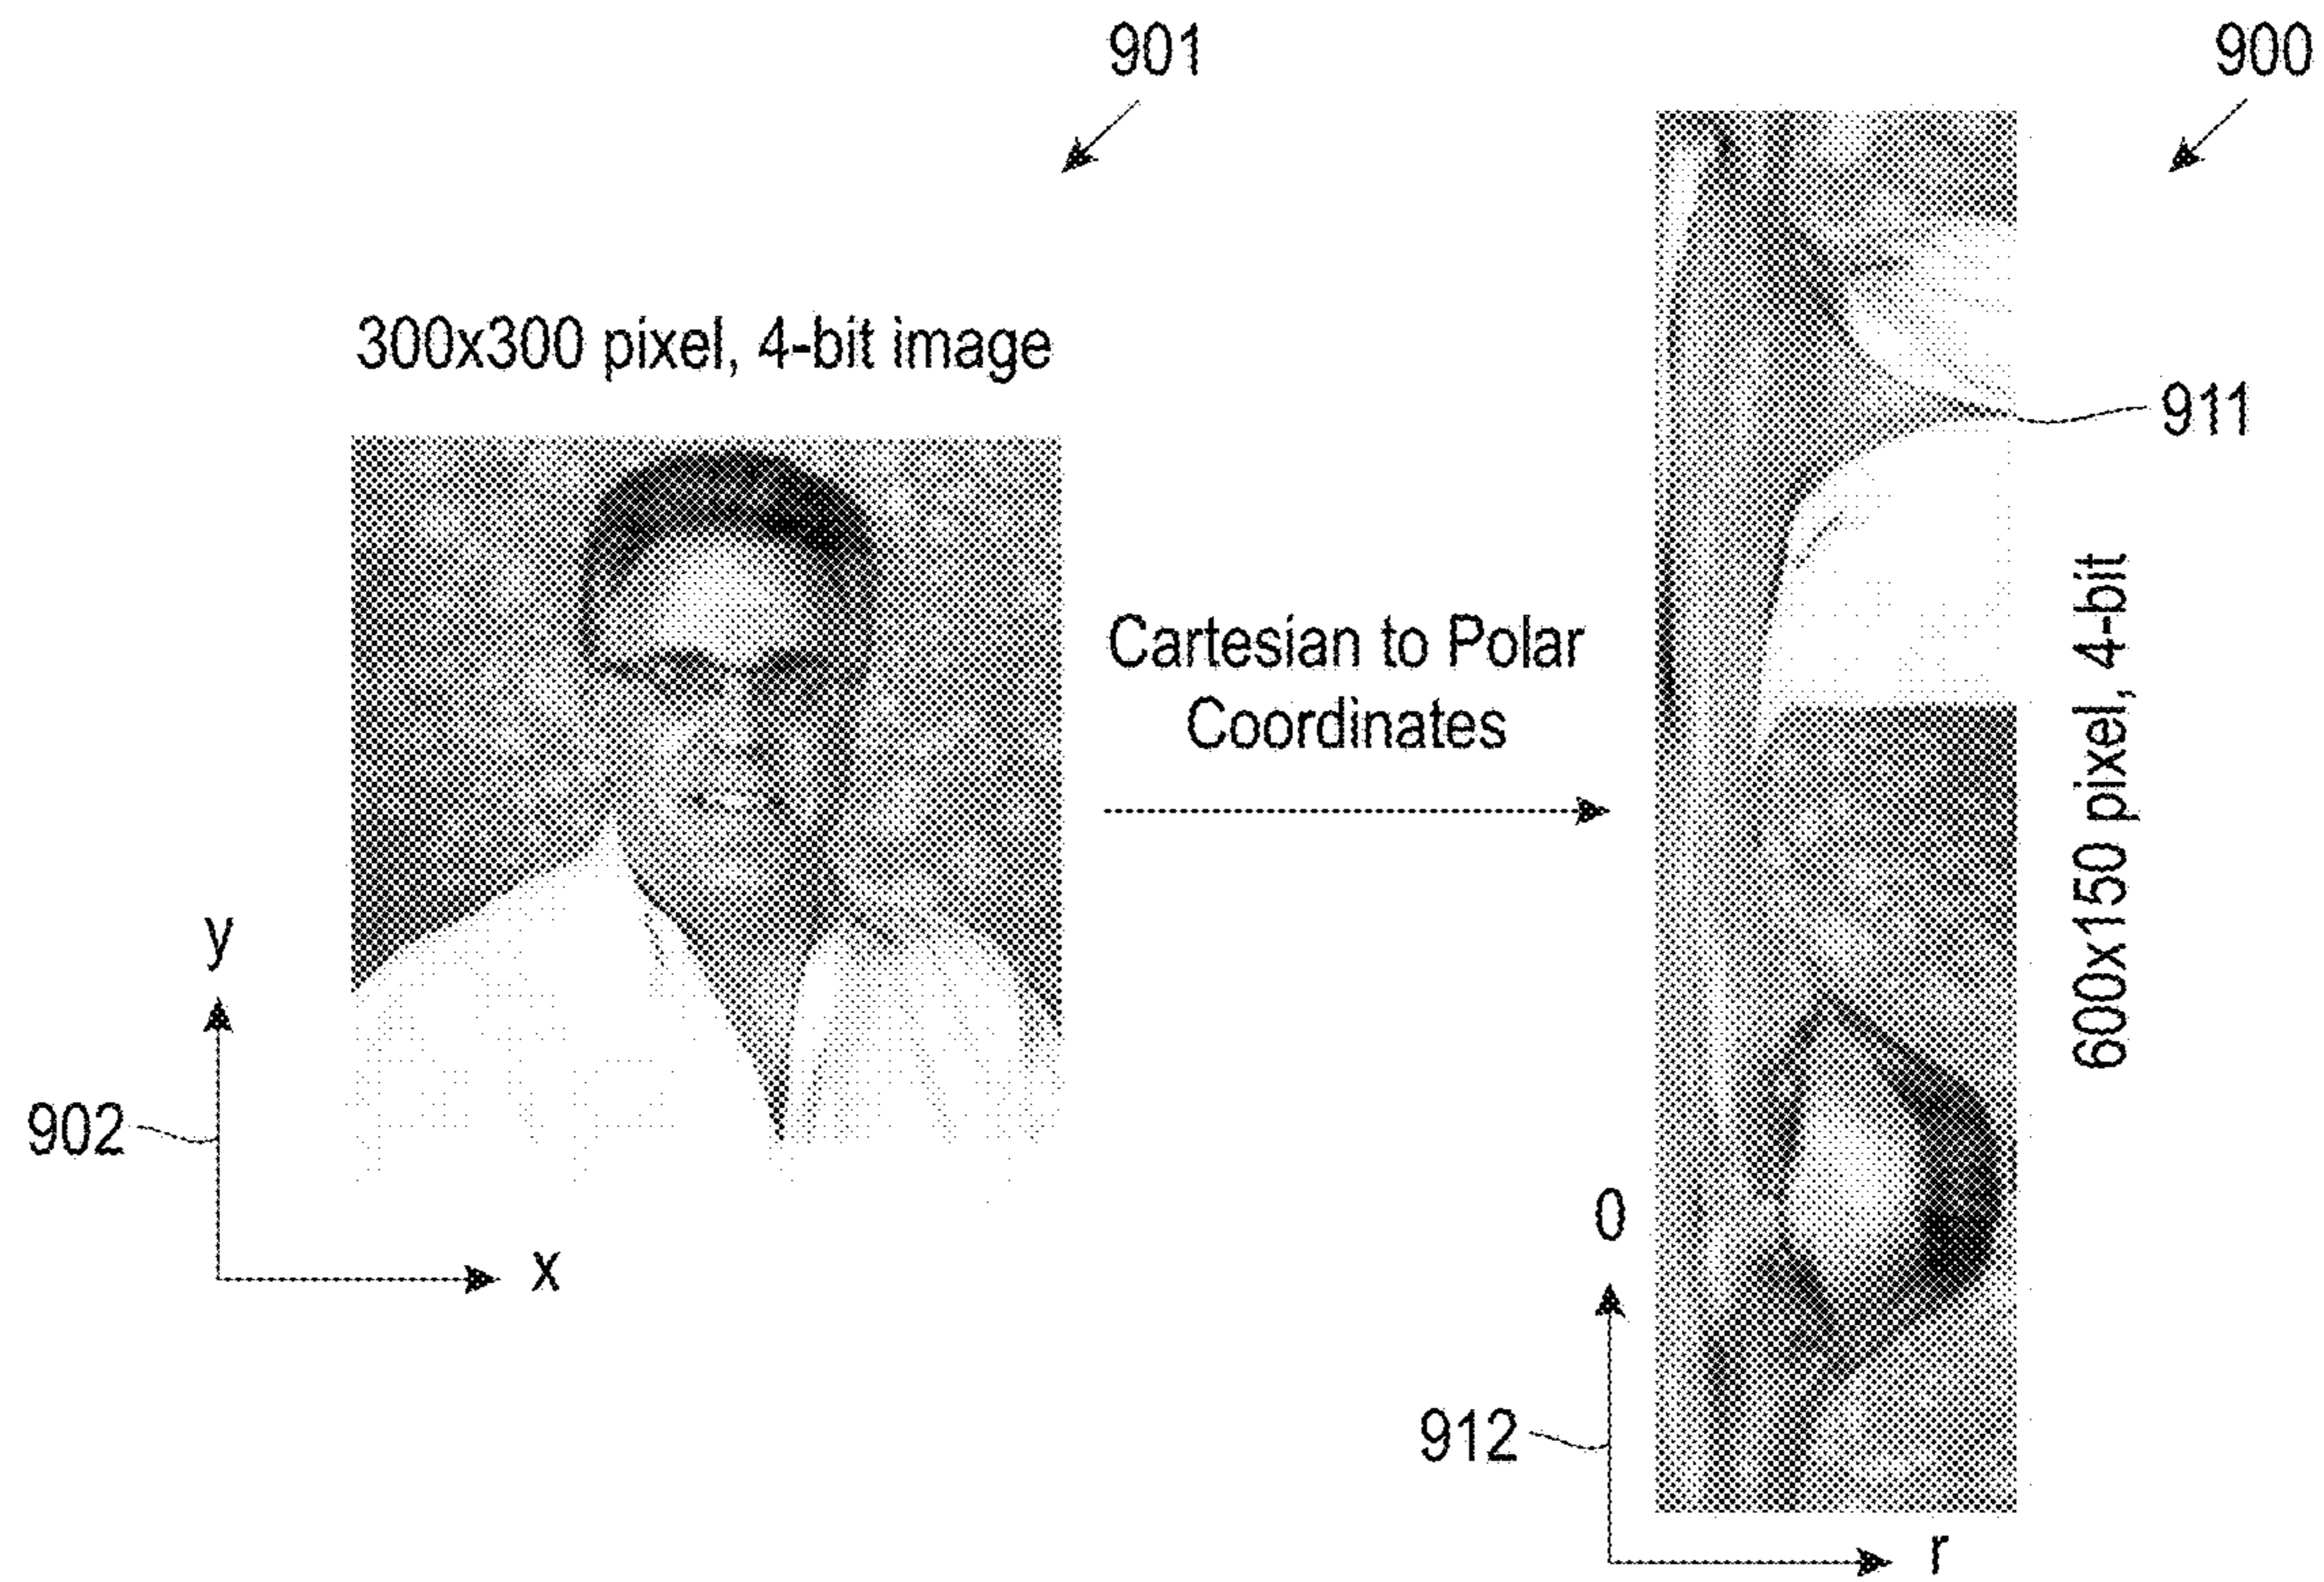 901
900
300x300 pixel, 4-bit image
911
Cartesian to Polar
Coordinates
600x150 pixel, 4-bit
y
902
x
0
912
r